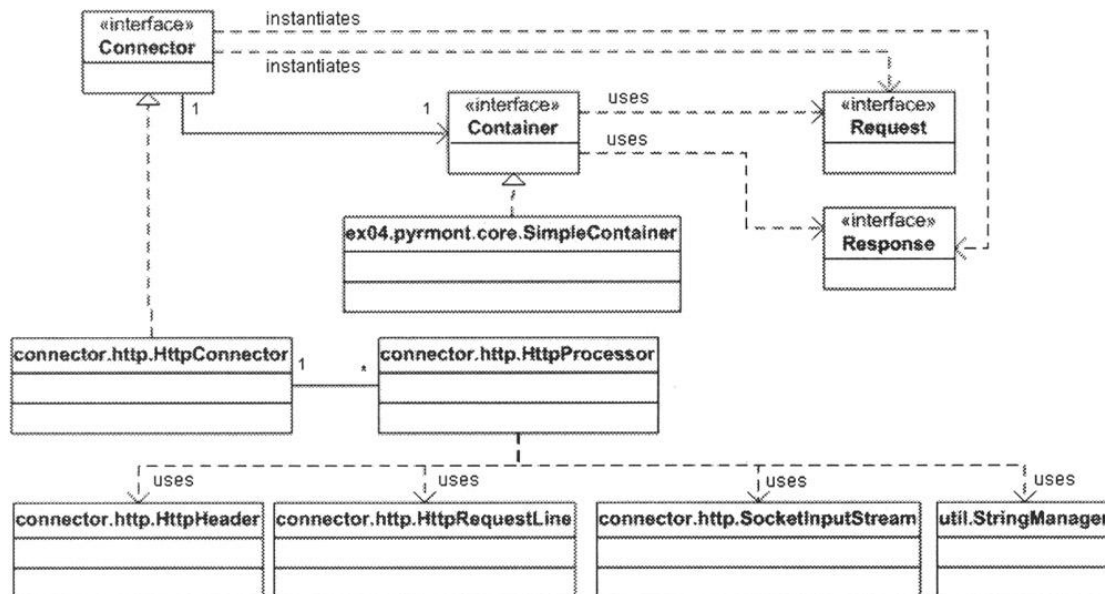 «interface»
Connector
instantiates
instantiates
1
1
«interface»
Container
uses
uses
«interface»
Request
«interface»
Response
ex04.pyrmont.core.SimpleContainer
connector.http.HttpConnector
1
*
connector.http.HttpProcessor
uses
uses
uses
uses
connector.http.HttpHeader
connector.http.HttpRequestLine
connector.http.SocketInputStream
util.StringManager